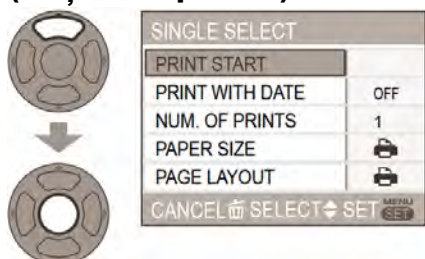 SINGLE SELECT
PRINT START
PRINT WITH DATE OFF
NUM. OF PRINTS 1
PAPER SIZE
PAGE LAYOUT
CANCEL SELECT SET MENU SET